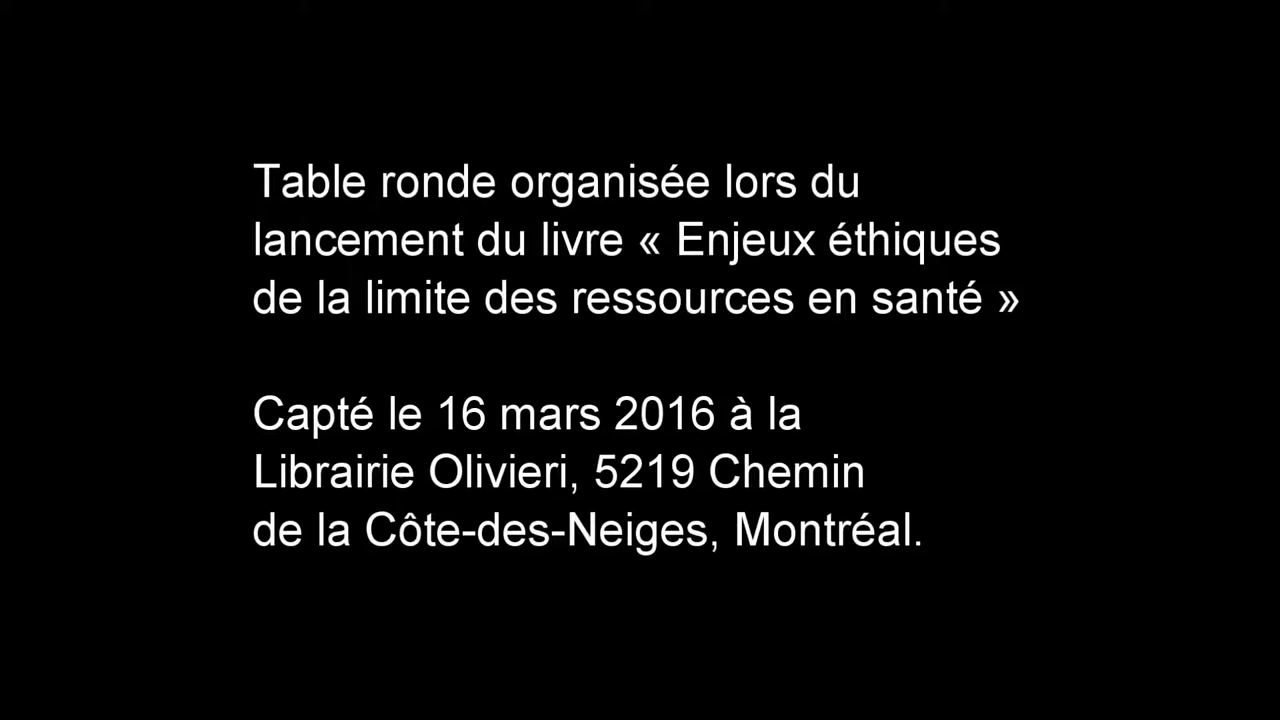 Table ronde organisée lors du
lancement du livre « Enjeux éthiques
de la limite des ressources en santé »
Capté le 16 mars 2016 à la
Librairie Olivieri, 5219 Chemin
de la Côte-des-Neiges, Montréal.